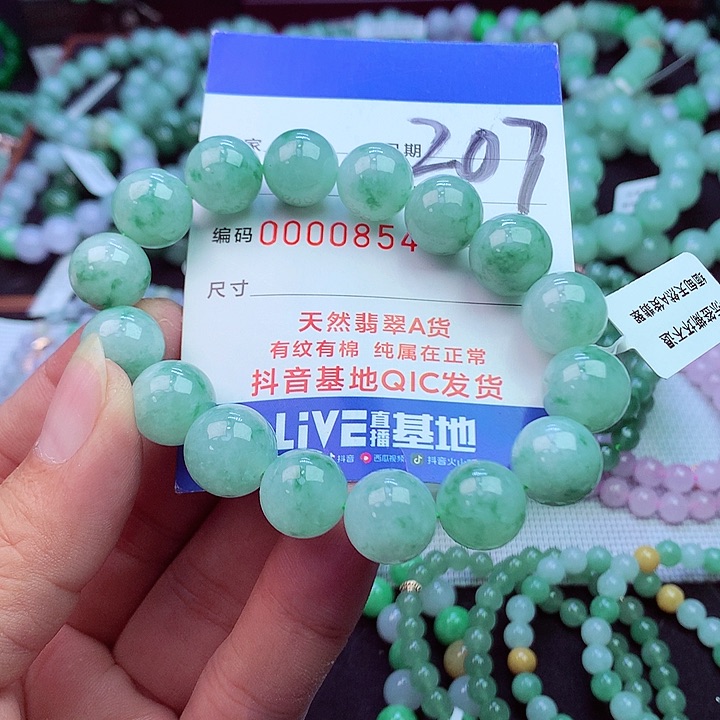 家
日期
207
编码 0000854
尺寸
天然翡翠A货
有纹有棉 纯属在正常
抖音基地QIC发货
LiVE直播基地
抖音 西瓜视频 抖音火山